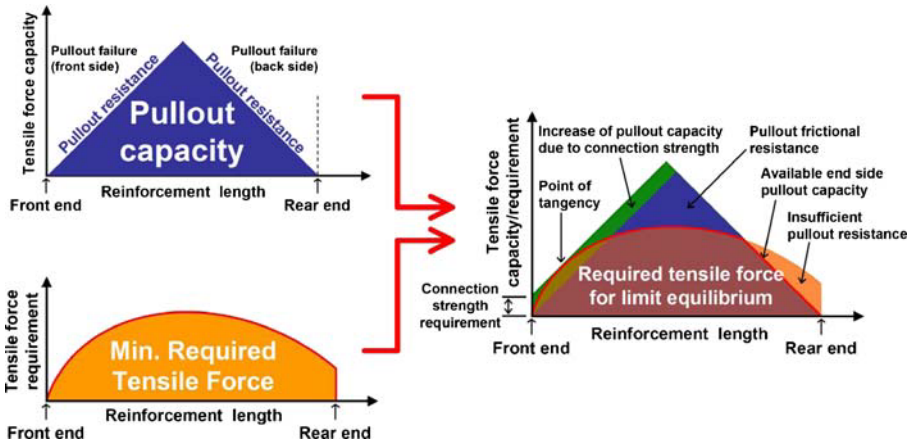 Tensile force capacity
Pullout failure
(front side)
Pullout failure
(back side)
Pullout resistance
Pullout resistance
Pullout
capacity
Reinforcement length
Front end
Rear end
Tensile force
requirement
Min. Required
Tensile Force
Reinforcement length
Front end
Rear end
Tensile force
capacity/requirement
Increase of pullout capacity
due to connection strength
Pullout frictional
resistance
Point of
tangency
Available end side
pullout capacity
Insufficient
pullout resistance
Required tensile force
for limit equilibrium
Connection
strength
requirement
Reinforcement length
Front end
Rear end